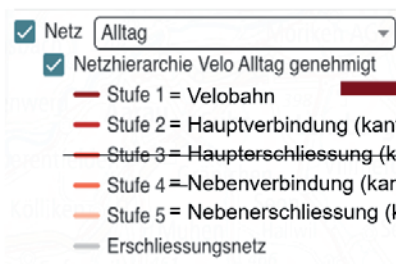 Netz Alltag
Netzhierarchie Velo Alltag genehmigt
Stufe 1 = Velobahn
Stufe 2 = Hauptverbindung (kant
Stufe 3 = Haupterschliessung (k
Stufe 4 = Nebenverbindung (kan
Stufe 5 = Nebenerschliessung (k
Erschliessungsnetz